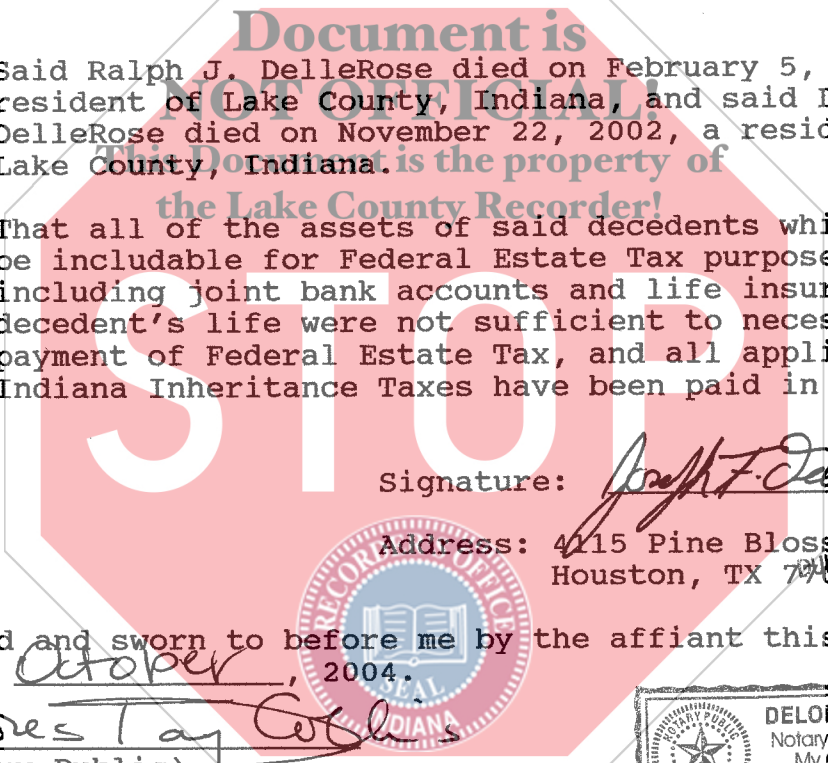 Document is
NOT OFFICIAL!
This Document is the property of
the Lake County Recorder!
STOP
Said Ralph J. DelleRose died on February 5,
resident of Lake County, Indiana, and said D
DelleRose died on November 22, 2002, a resid
Lake County, Indiana.
That all of the assets of said decedents whi
be includable for Federal Estate Tax purpose
including joint bank accounts and life insur
decedent's life were not sufficient to neces
payment of Federal Estate Tax, and all appli
Indiana Inheritance Taxes have been paid in
Signature: Joseph F. De
Address: 4115 Pine Bloss
Houston, TX
RECORDER'S OFFICE
SEAL
INDIANA
d and sworn to before me by the affiant this
October, 2004.
res Tay
NOTARY PUBLIC
DELO
Notary
My